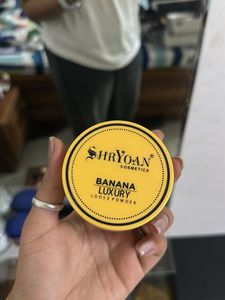 SHRYOAN
COSMETICS
BANANA
LUXURY
LOOSE POWDER